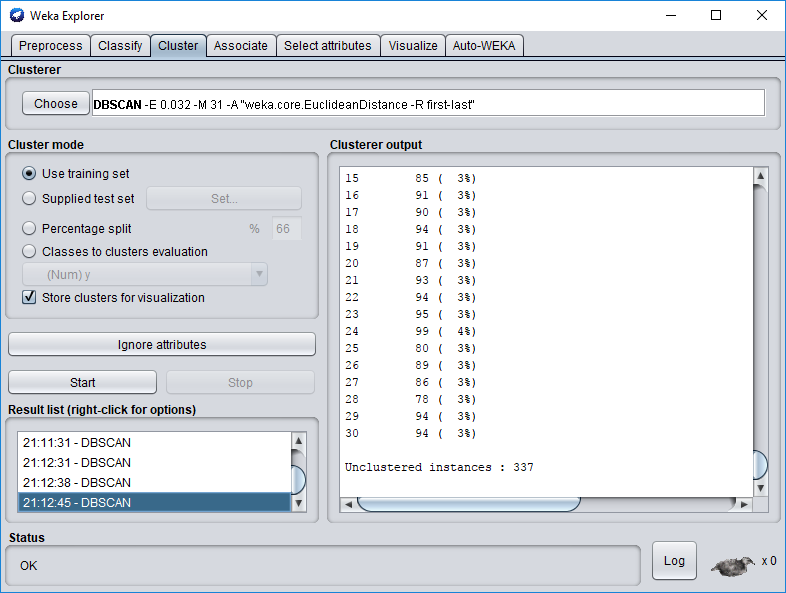 Weka Explorer
Preprocess Classify Cluster Associate Select attributes Visualize Auto-WEKA
Clusterer
Choose DBSCAN -E 0.032 -M 31 -A "weka.core.EuclideanDistance -R first-last"
Cluster mode
Use training set
Supplied test set Set...
Percentage split % 66
Classes to clusters evaluation
(Num) y
Store clusters for visualization
Ignore attributes
Start Stop
Result list (right-click for options)
21:11:31 - DBSCAN
21:12:31 - DBSCAN
21:12:38 - DBSCAN
21:12:45 - DBSCAN
Clusterer output
15 85 ( 3%)
16 91 ( 3%)
17 90 ( 3%)
18 94 ( 3%)
19 91 ( 3%)
20 87 ( 3%)
21 93 ( 3%)
22 94 ( 3%)
23 95 ( 3%)
24 99 ( 4%)
25 80 ( 3%)
26 89 ( 3%)
27 86 ( 3%)
28 78 ( 3%)
29 94 ( 3%)
30 94 ( 3%)
Unclustered instances : 337
Status
OK
Log x 0